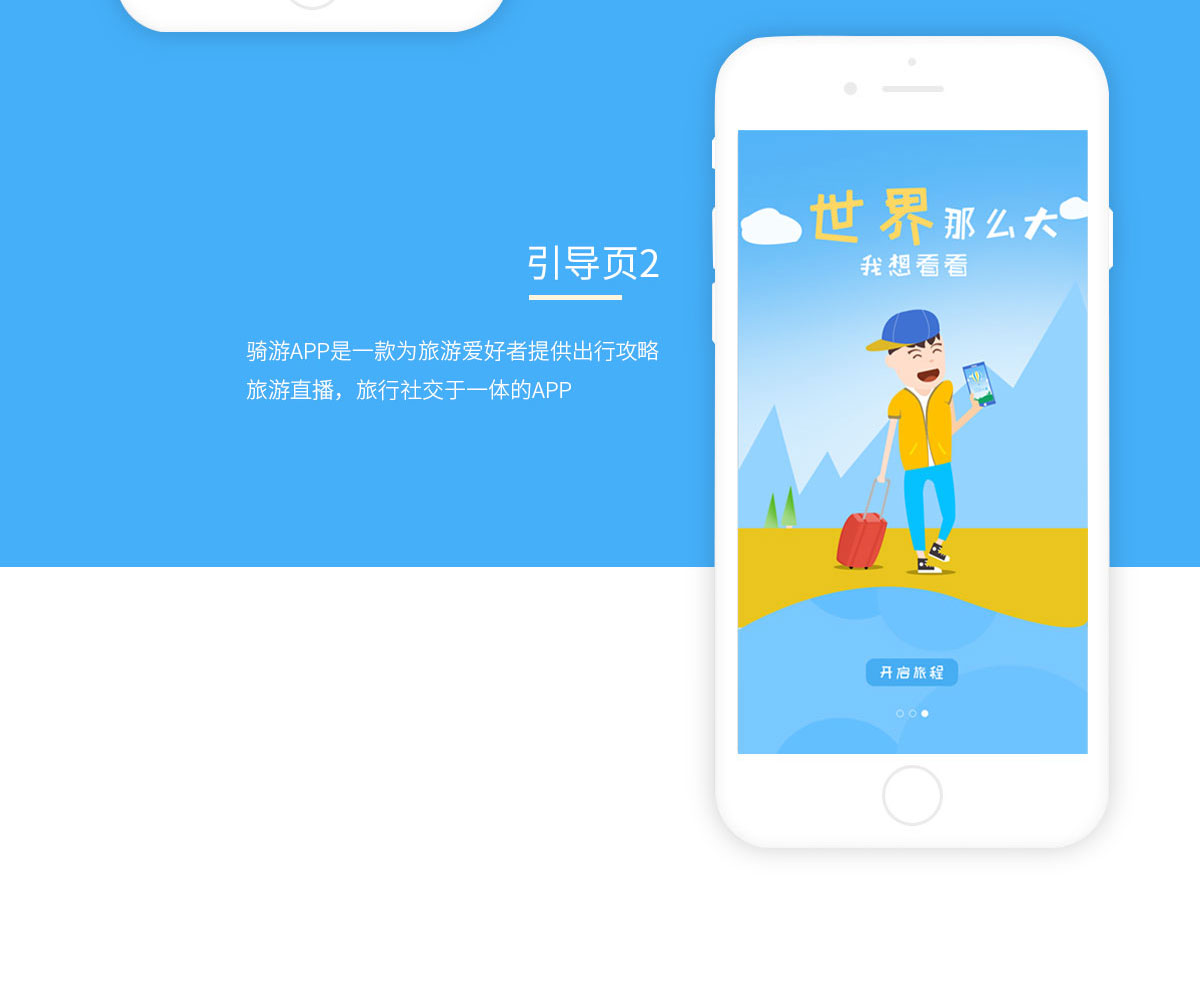 引导页2
骑游APP是一款为旅游爱好者提供出行攻略
旅游直播，旅行社交于一体的APP
世界那么大
我想看看
开启旅程